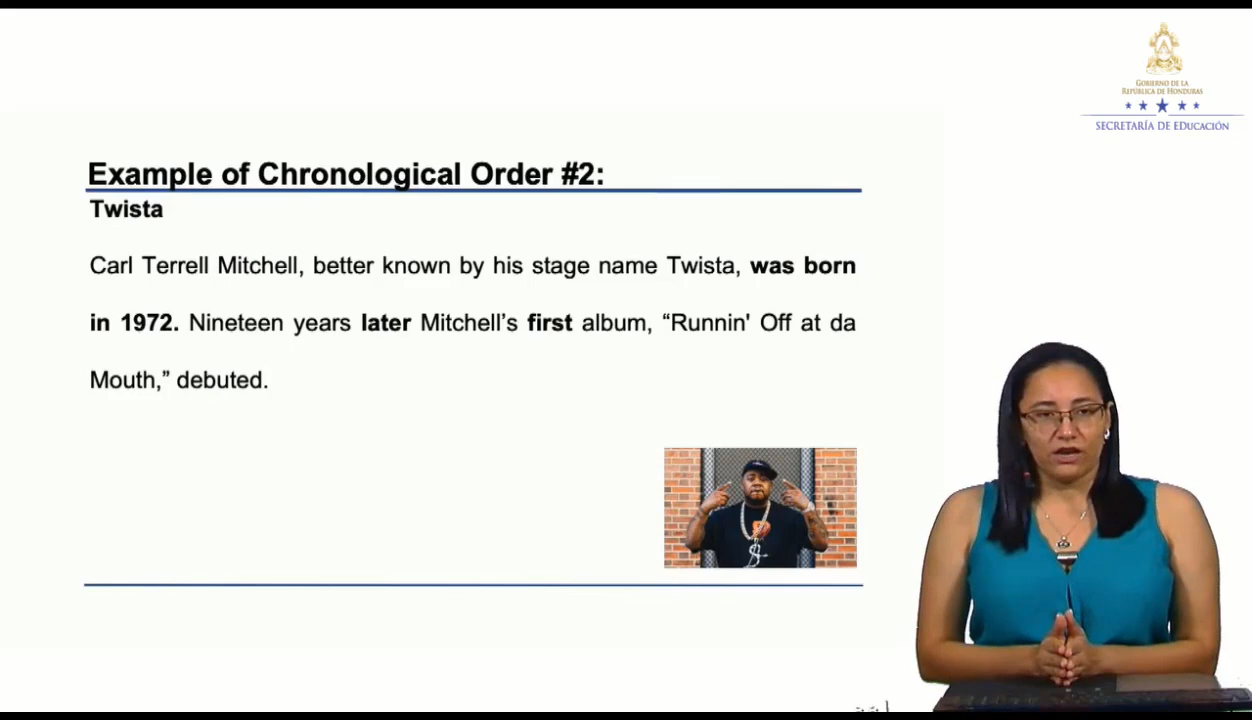 GOBIERNO DE LA
REPÚBLICA DE HONDURAS
SECRETARÍA DE EDUCACIÓN
Example of Chronological Order #2:
Twista
Carl Terrell Mitchell, better known by his stage name Twista, was born
in 1972. Nineteen years later Mitchell’s first album, “Runnin' Off at da
Mouth,” debuted.